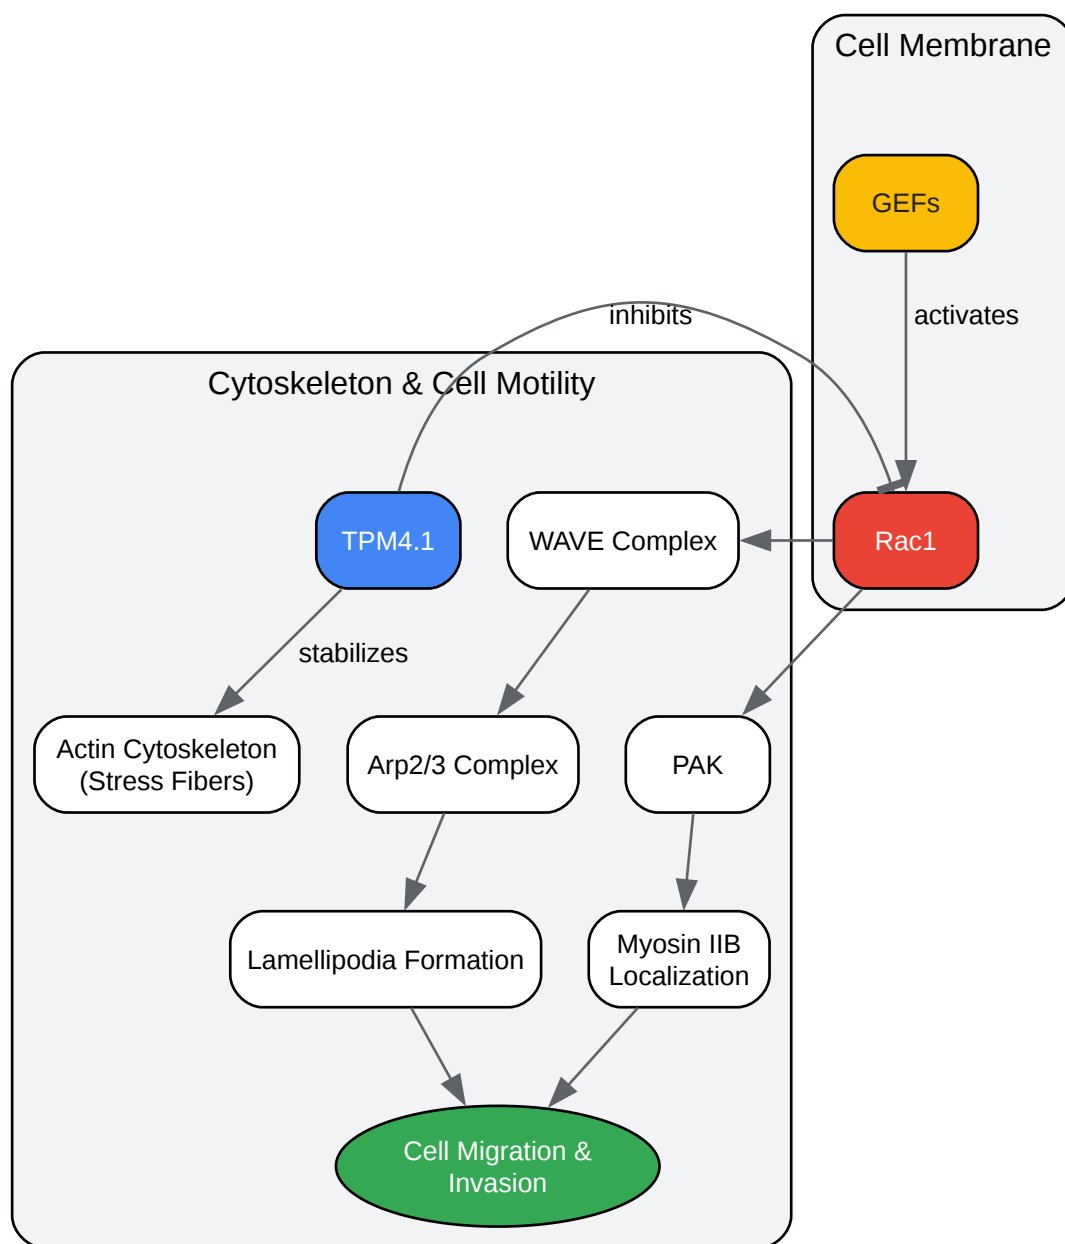 Cell Membrane
GEFs
inhibits
activates
Cytoskeleton & Cell Motility
TPM4.1
WAVE Complex
Rac1
stabilizes
Actin Cytoskeleton
(Stress Fibers)
Arp2/3 Complex
PAK
Lamellipodia Formation
Myosin IIB
Localization
Cell Migration &
Invasion